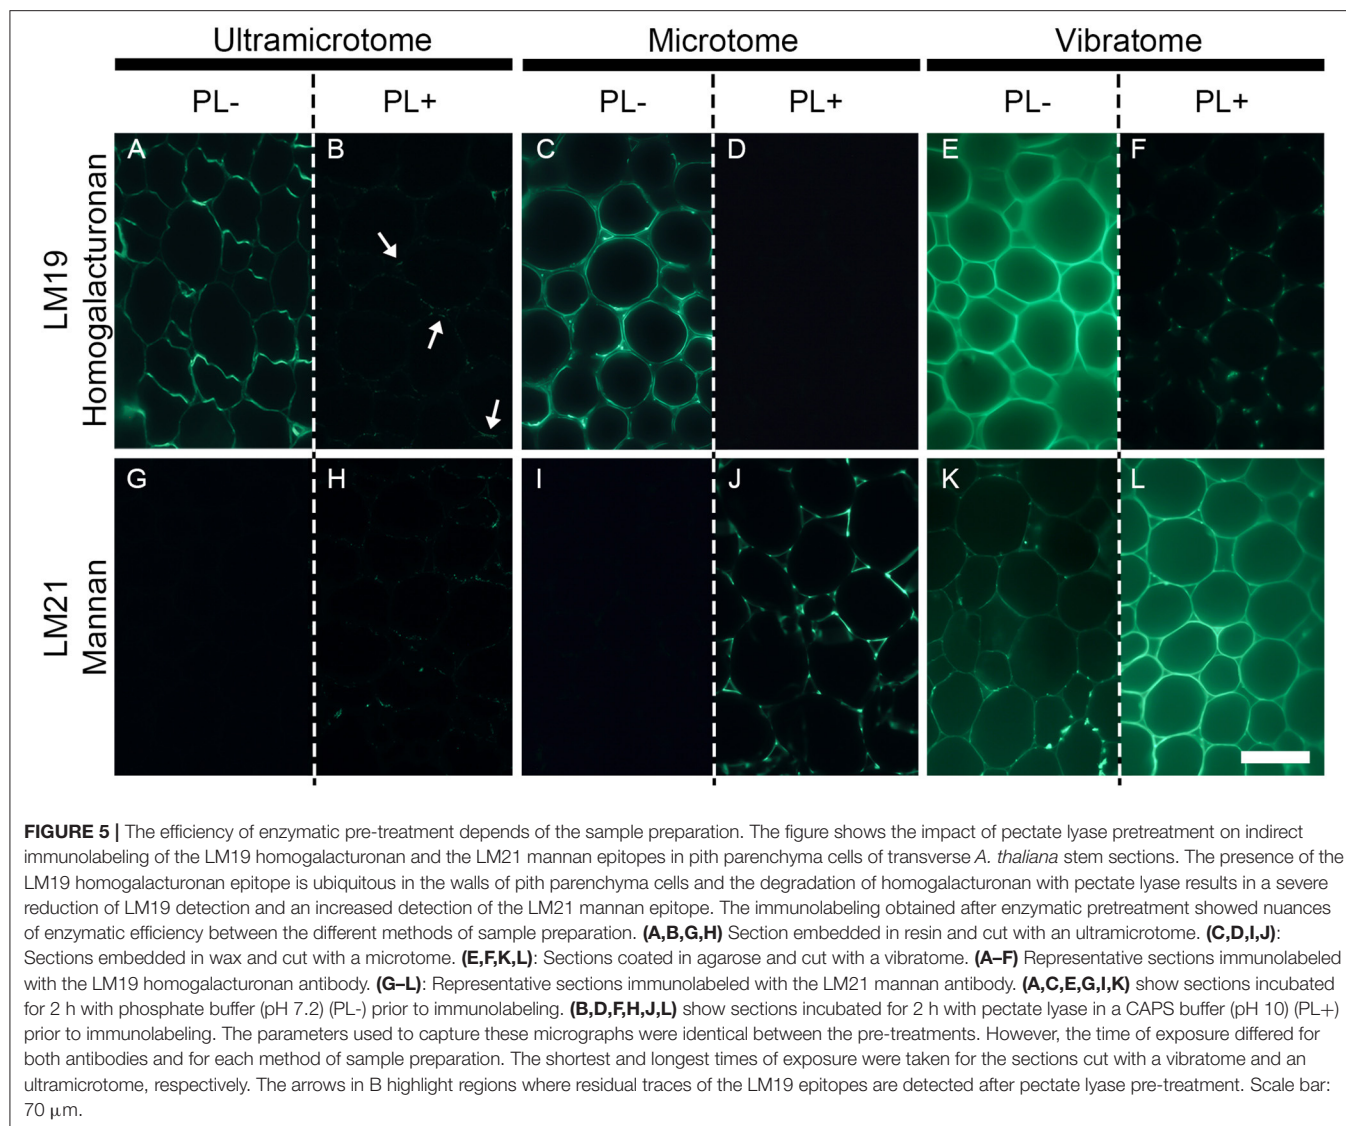 Ultramicrotome Microtome Vibratome
PL- PL+ PL- PL+ PL- PL+
LM19
Homogalacturonan
A B C D E F
LM21
Mannan
G H I J K L
FIGURE 5 | The efficiency of enzymatic pre-treatment depends of the sample preparation. The figure shows the impact of pectate lyase pretreatment on indirect
immunolabeling of the LM19 homogalacturonan and the LM21 mannan epitopes in pith parenchyma cells of transverse A. thaliana stem sections. The presence of the
LM19 homogalacturonan epitope is ubiquitous in the walls of pith parenchyma cells and the degradation of homogalacturonan with pectate lyase results in a severe
reduction of LM19 detection and an increased detection of the LM21 mannan epitope. The immunolabeling obtained after enzymatic pretreatment showed nuances
of enzymatic efficiency between the different methods of sample preparation. (A,B,G,H) Section embedded in resin and cut with an ultramicrotome. (C,D,I,J):
Sections embedded in wax and cut with a microtome. (E,F,K,L): Sections coated in agarose and cut with a vibratome. (A–F) Representative sections immunolabeled
with the LM19 homogalacturonan antibody. (G–L): Representative sections immunolabeled with the LM21 mannan antibody. (A,C,E,G,I,K) show sections incubated
for 2 h with phosphate buffer (pH 7.2) (PL-) prior to immunolabeling. (B,D,F,H,J,L) show sections incubated for 2 h with pectate lyase in a CAPS buffer (pH 10) (PL+)
prior to immunolabeling. The parameters used to capture these micrographs were identical between the pre-treatments. However, the time of exposure differed for
both antibodies and for each method of sample preparation. The shortest and longest times of exposure were taken for the sections cut with a vibratome and an
ultramicrotome, respectively. The arrows in B highlight regions where residual traces of the LM19 epitopes are detected after pectate lyase pre-treatment. Scale bar:
70 μm.